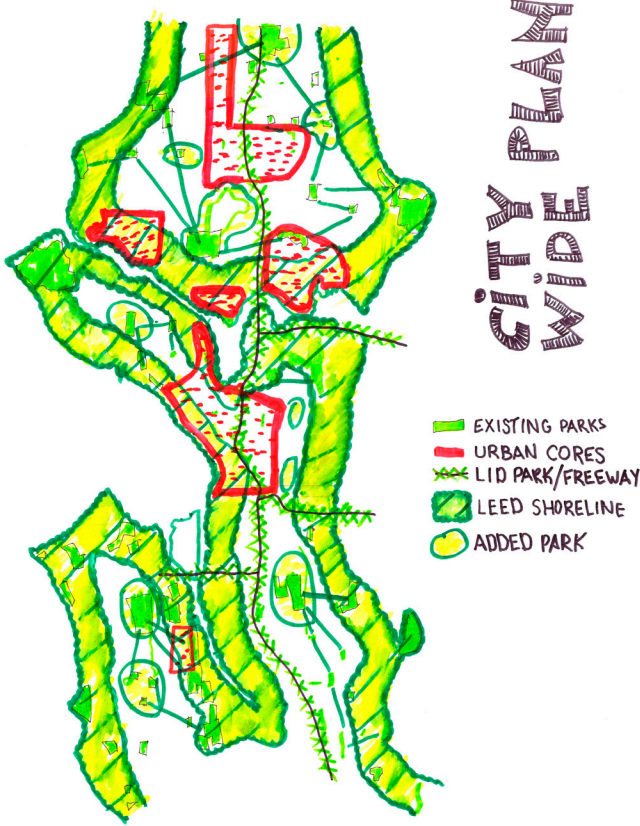 CiTY PLAN
WiDE
EXISTING PARKS
URBAN CORES
LID PARK/FREEWAY
LEED SHORELINE
ADDED PARK